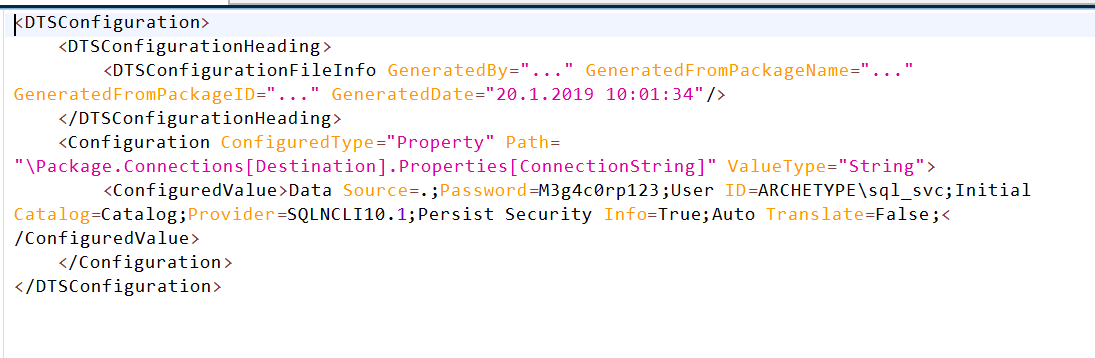 <DTSConfiguration>
    <DTSConfigurationHeading>
        <DTSConfigurationFileInfo GeneratedBy="..." GeneratedFromPackageName="..."
GeneratedFromPackageID="..." GeneratedDate="20.1.2019 10:01:34"/>
    </DTSConfigurationHeading>
    <Configuration ConfiguredType="Property" Path=
"\Package.Connections[Destination].Properties[ConnectionString]" ValueType="String">
        <ConfiguredValue>Data Source=.;Password=M3g4c0rp123;User ID=ARCHETYPE\sql_svc;Initial
Catalog=Catalog;Provider=SQLNCLI10.1;Persist Security Info=True;Auto Translate=False;<
/ConfiguredValue>
    </Configuration>
</DTSConfiguration>